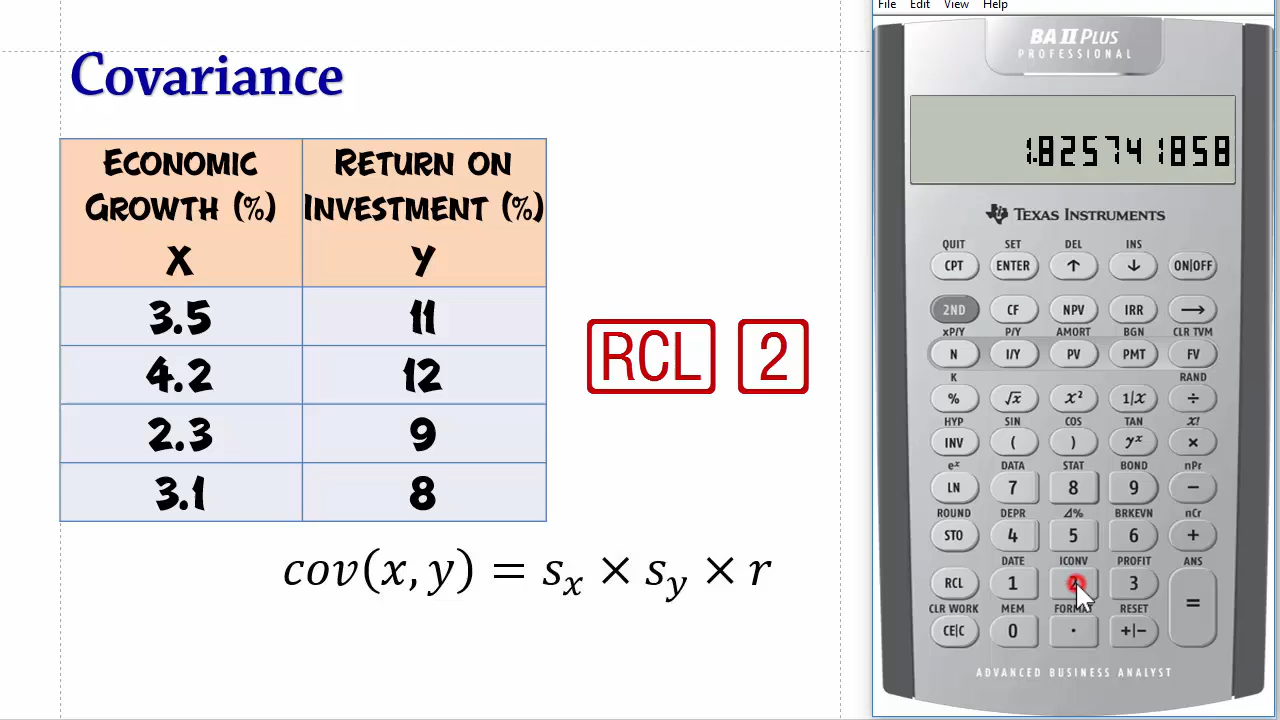 Covariance
Economic Growth (%) X
Return on Investment (%) Y
3.5 11
4.2 12
2.3 9
3.1 8
RCL 2
cov(x, y) = s_x × s_y × r
File Edit View Help
BA II PLUS
PROFESSIONAL
1.825741858
TEXAS INSTRUMENTS
QUIT SET DEL INS
CPT ENTER ↑ ↓ ON|OFF
2ND CF NPV IRR →
xP/Y P/Y AMORT BGN CLR TVM
N I/Y PV PMT FV
K RAND
% √x x² 1/x ÷
HYP SIN COS TAN x!
INV ( ) yˣ ×
eˣ DATA STAT BOND nPr
LN 7 8 9 −
ROUND DEPR Δ% BRKEVN nCr
STO 4 5 6 +
DATE ICONV PROFIT ANS
RCL 1 2 3 =
CLR WORK MEM FORMAT RESET
CE|C 0 . +|−
ADVANCED BUSINESS ANALYST